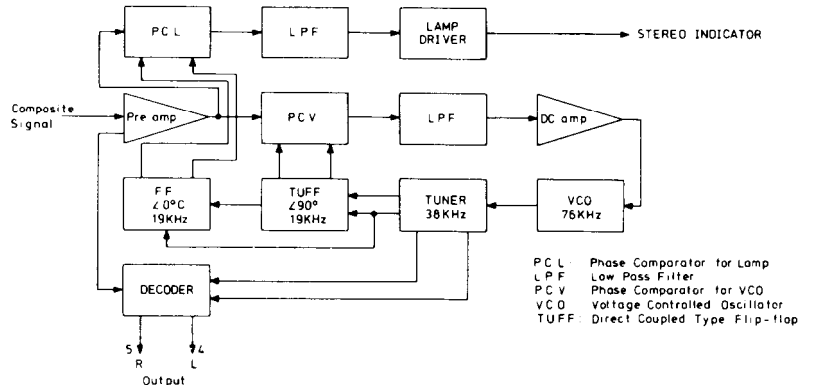 PCL
LPF
LAMP
DRIVER
STEREO INDICATOR
Composite
Signal
Pre amp
PCV
LPF
DC amp
FF
∠0°C
19KHz
TUFF
∠90°
19KHz
TUNER
38KHz
VCO
76KHz
DECODER
PCL: Phase Comparator for Lamp
LPF Low Pass Filter
PCV Phase Comparator for VCO
VCO Voltage Controlled Oscillator
TUFF: Direct Coupled Type Flip-flop
5 4
R L
Output